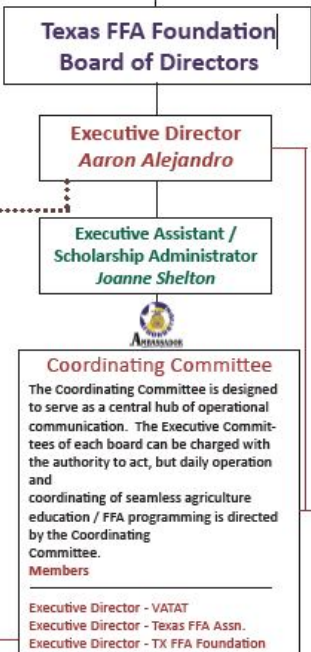 Texas FFA Foundation
Board of Directors
Executive Director
Aaron Alejandro
Executive Assistant /
Scholarship Administrator
Joanne Shelton
AMBASSADOR
Coordinating Committee
The Coordinating Committee is designed
to serve as a central hub of operational
communication.  The Executive Commit-
tees of each board can be charged with
the authority to act, but daily operation
and
coordinating of seamless agriculture
education / FFA programming is directed
by the Coordinating
Committee.
Members
Executive Director - VATAT
Executive Director - Texas FFA Assn.
Executive Director - TX FFA Foundation